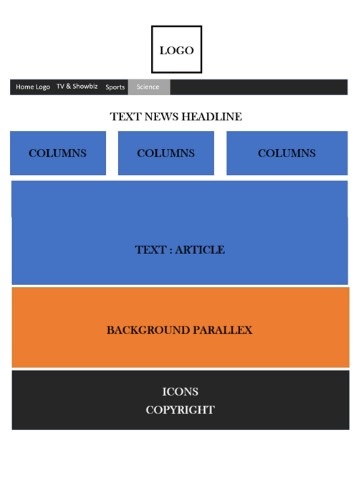 LOGO
Home Logo TV & Showbiz Sports Science
TEXT NEWS HEADLINE
COLUMNS COLUMNS COLUMNS
TEXT : ARTICLE
BACKGROUND PARALLEX
ICONS
COPYRIGHT